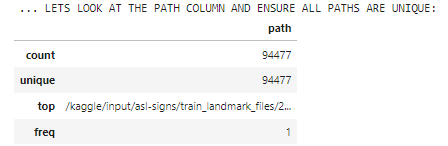 ... LETS LOOK AT THE PATH COLUMN AND ENSURE ALL PATHS ARE UNIQUE:
path
count 94477
unique 94477
top /kaggle/input/asl-signs/train_landmark_files/2...
freq 1